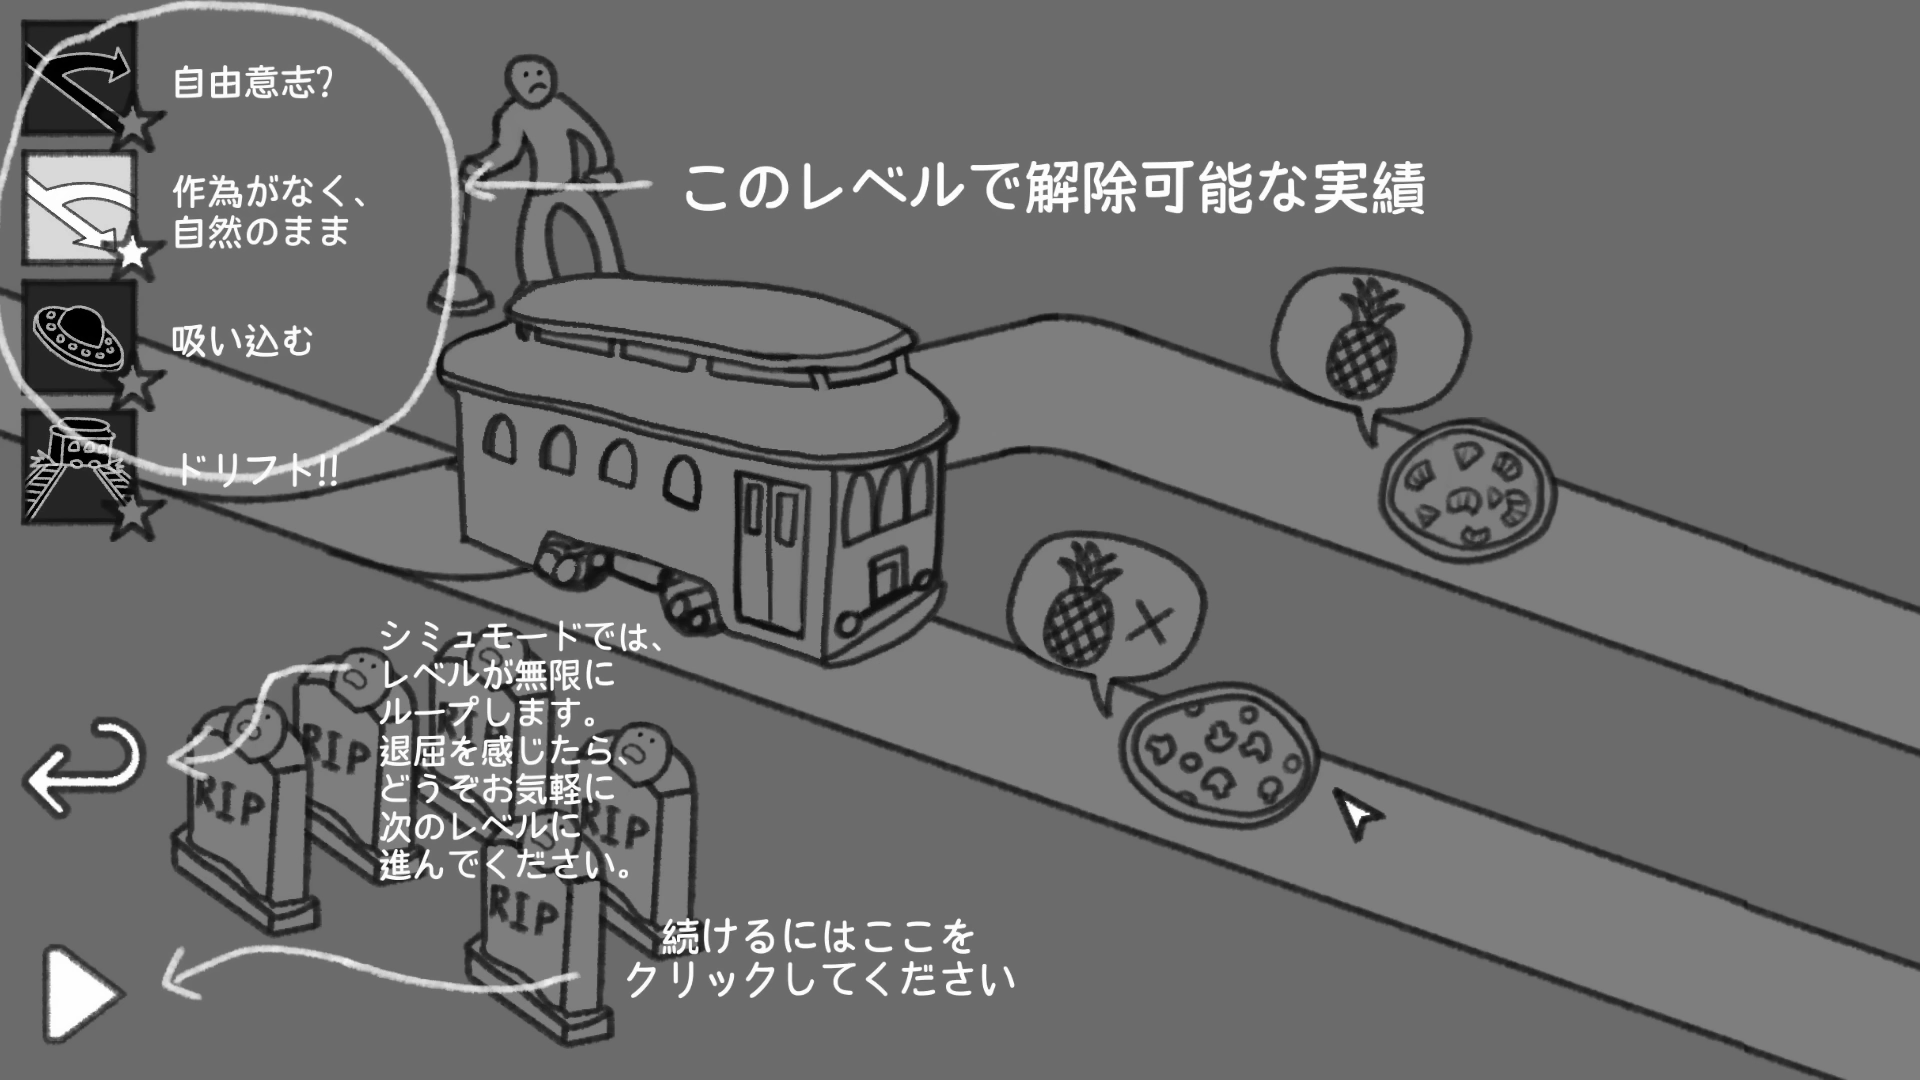 自由意志?
作為がなく、
自然のまま
吸い込む
ドリフト!!
このレベルで解除可能な実績
シミュモードでは、
レベルが無限に
ループします。
退屈を感じたら、
どうぞお気軽に
次のレベルに
進んでください。
RIP
RIP
RIP
RIP
続けるにはここを
クリックしてください